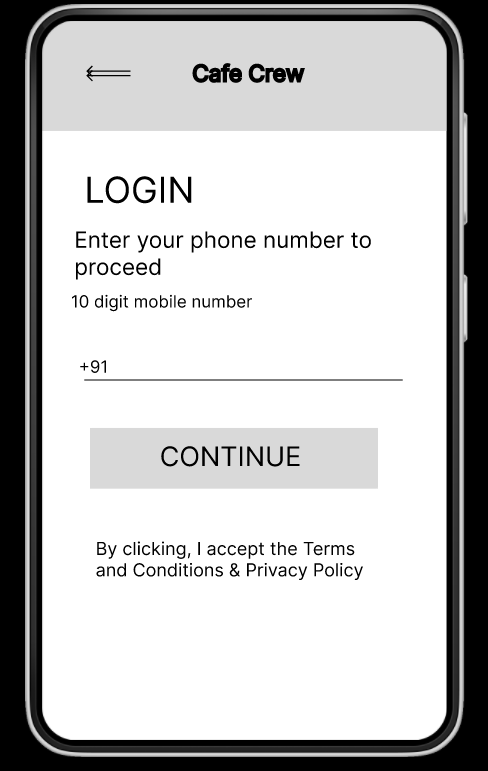 Cafe Crew
LOGIN
Enter your phone number to
proceed
10 digit mobile number
+91
CONTINUE
By clicking, I accept the Terms
and Conditions & Privacy Policy